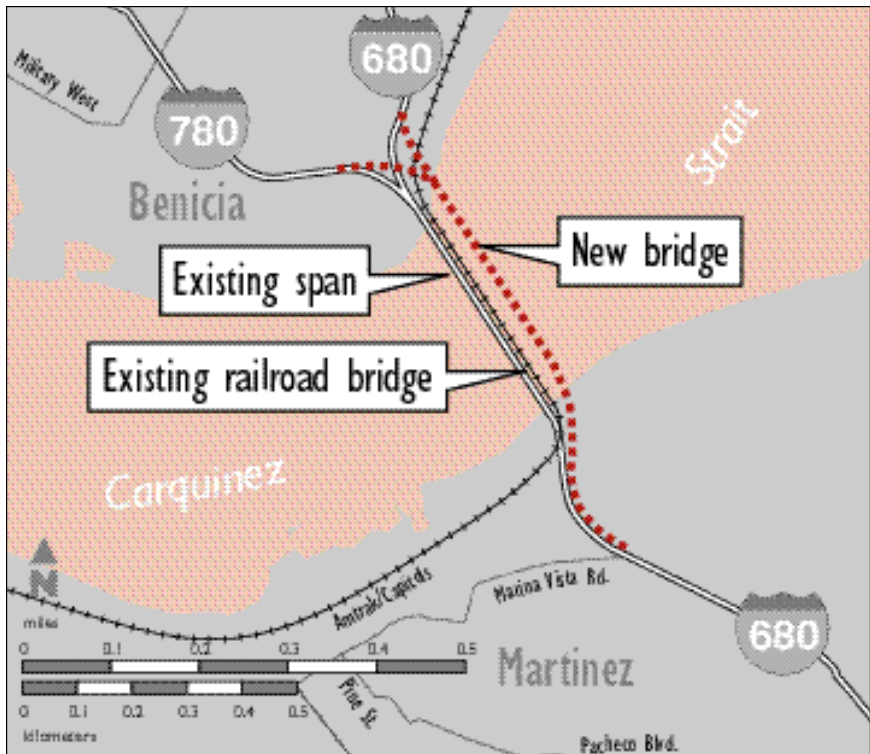 680
Military West
780
Strait
Benicia
New bridge
Existing span
Existing railroad bridge
Carquinez
N
Amtrak/Capitols
Marina Vista Rd.
miles
0 0.1 0.2 0.3 0.4 0.5
680
Martinez
0 0.1 0.2 0.3 0.4 0.5
Pine St.
kilometers
Pacheco Blvd.